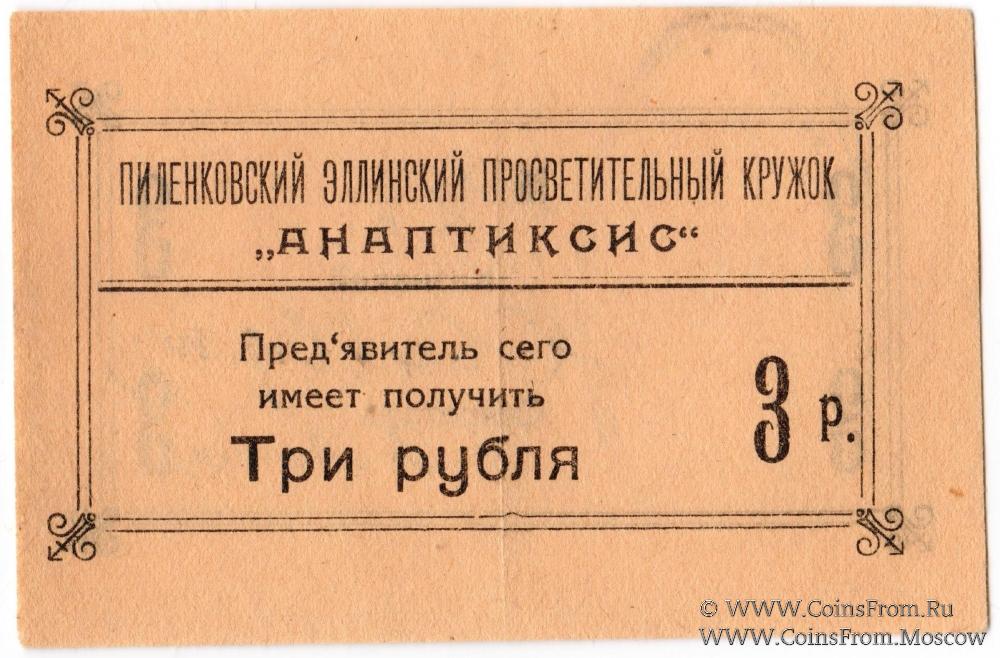 ПИЛЕНКОВСКИЙ ЭЛЛИНСКИЙ ПРОСВЕТИТЕЛЬНЫЙ КРУЖОК
„АНАПТИКСИС“
Пред‘явитель сего
имеет получить
Три рубля
3 р.
© WWW.CoinsFrom.Ru
WWW.CoinsFrom.Moscow